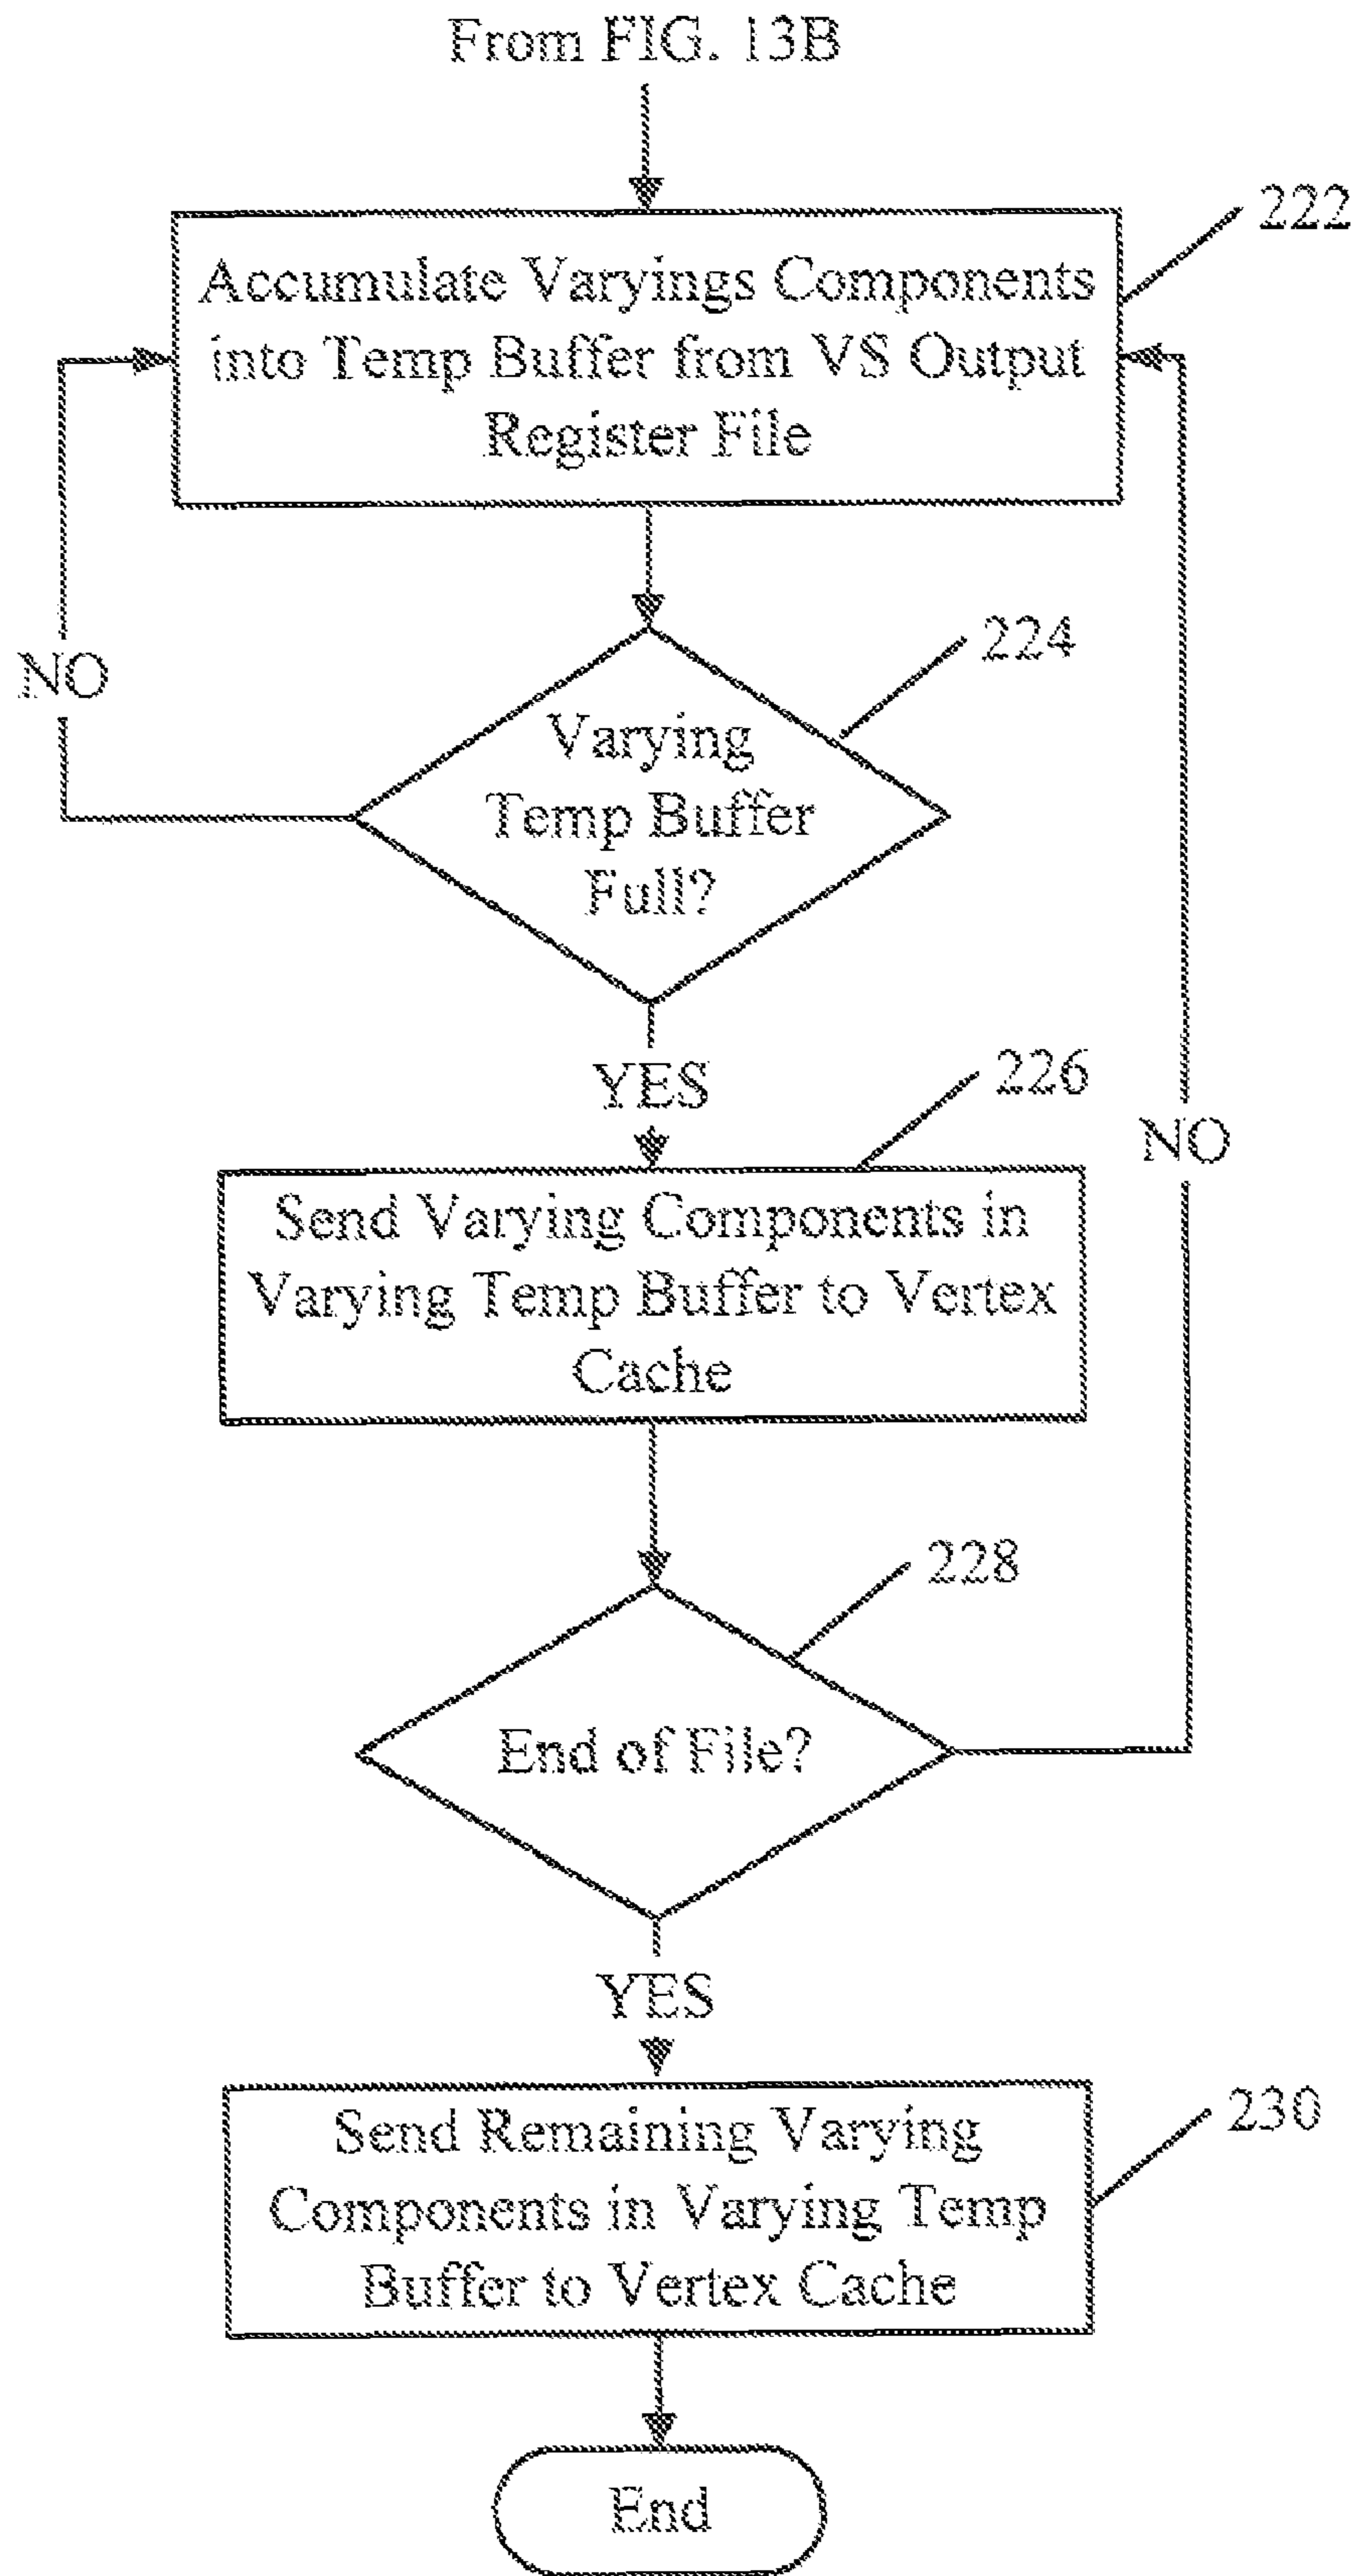 From FIG. 13B
222
Accumulate Varyings Components
into Temp Buffer from VS Output
Register File
NO
224
Varying
Temp Buffer
Full?
YES
226
NO
Send Varying Components in
Varying Temp Buffer to Vertex
Cache
228
End of File?
YES
230
Send Remaining Varying
Components in Varying Temp
Buffer to Vertex Cache
End